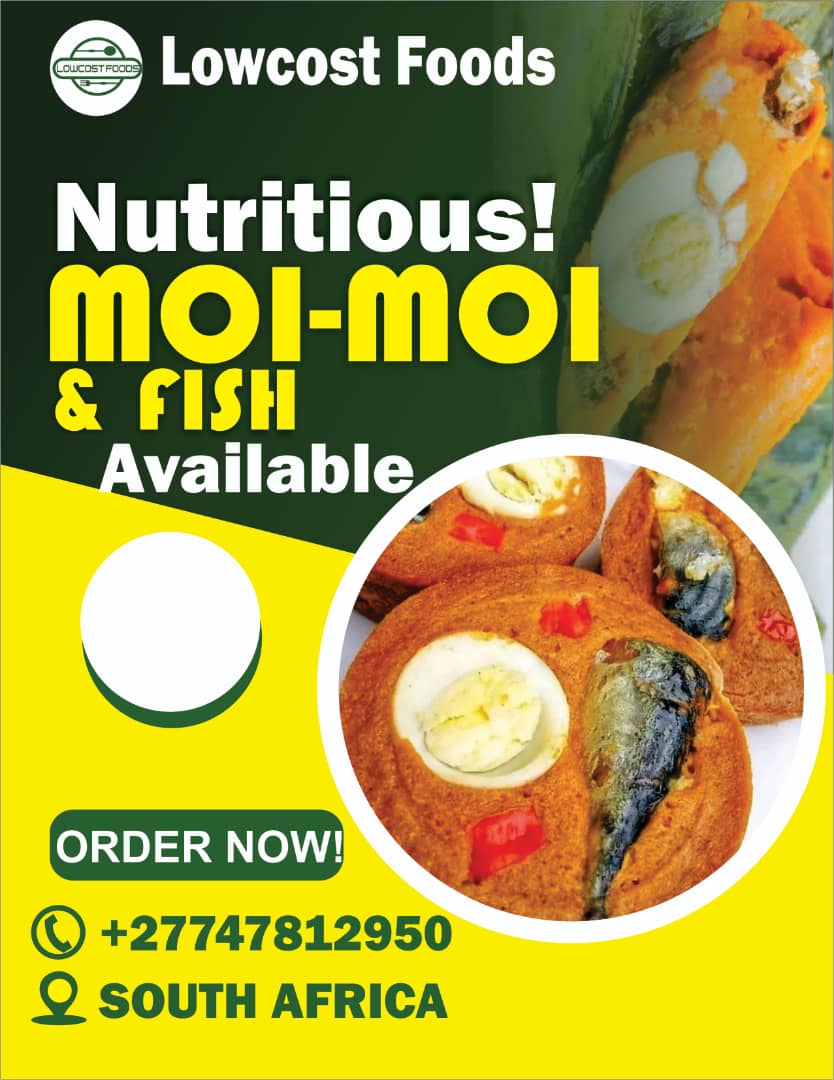 LOWCOST FOODS
Lowcost Foods
Nutritious!
MOI-MOI
& FISH
Available
ORDER NOW!
+27747812950
SOUTH AFRICA